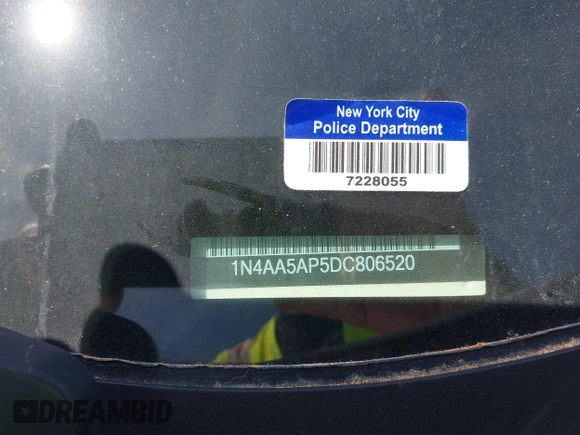 New York City
Police Department
7228055
1N4AA5AP5DC806520
DREAMBID